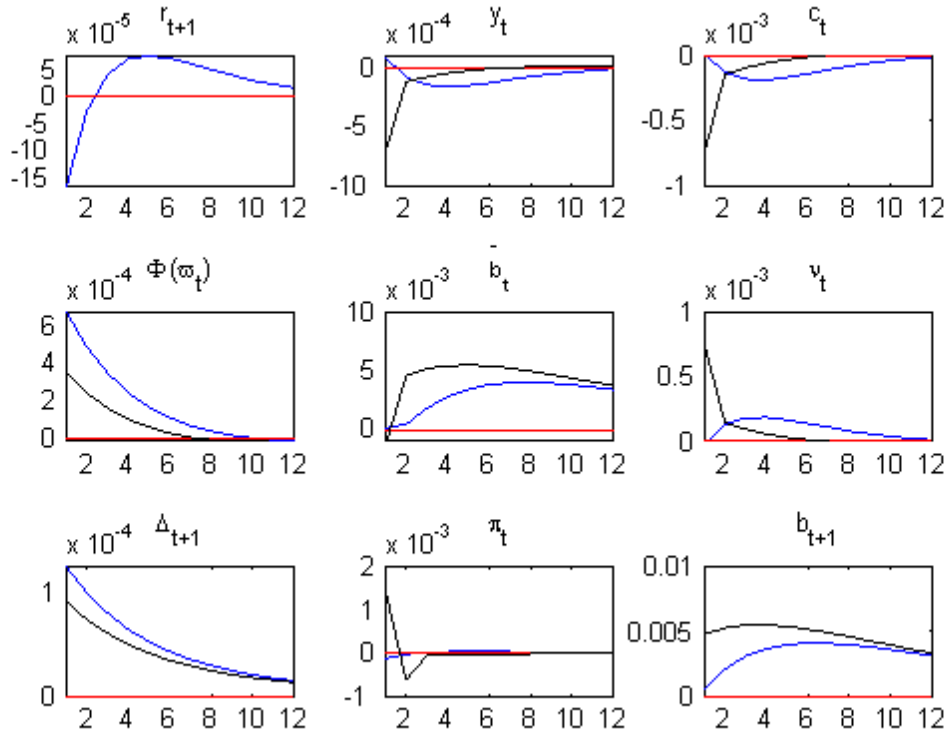 r_{t+1}
y_t
c_t
x 10^{-5}
x 10^{-4}
x 10^{-3}
5
0
-5
-10
-15
0
-5
-10
0
-0.5
-1
2 4 6 8 10 12
2 4 6 8 10 12
2 4 6 8 10 12
Φ(ϖ_t)
b̄_t
ν_t
x 10^{-4}
x 10^{-3}
x 10^{-3}
6
4
2
0
10
5
0
1
0.5
0
2 4 6 8 10 12
2 4 6 8 10 12
2 4 6 8 10 12
Δ_{t+1}
π_t
b_{t+1}
x 10^{-4}
x 10^{-3}
1
0
2
1
0
-1
0.01
0.005
0
2 4 6 8 10 12
2 4 6 8 10 12
2 4 6 8 10 12